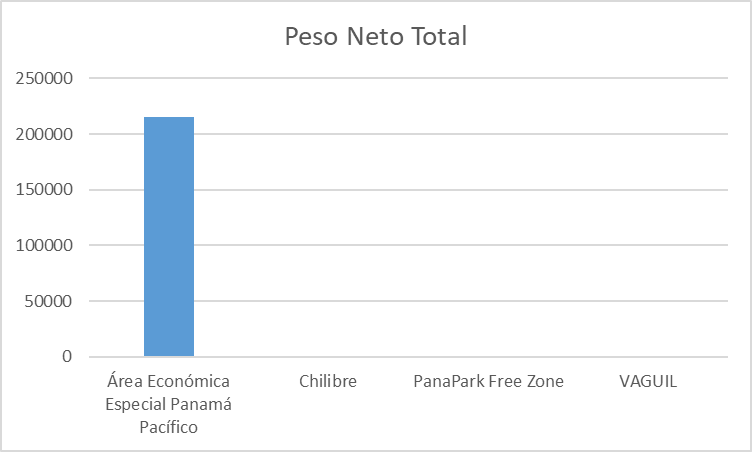 Peso Neto Total
250000
200000
150000
100000
50000
0
Área Económica
Especial Panamá
Pacífico
Chilibre
PanaPark Free Zone
VAGUIL